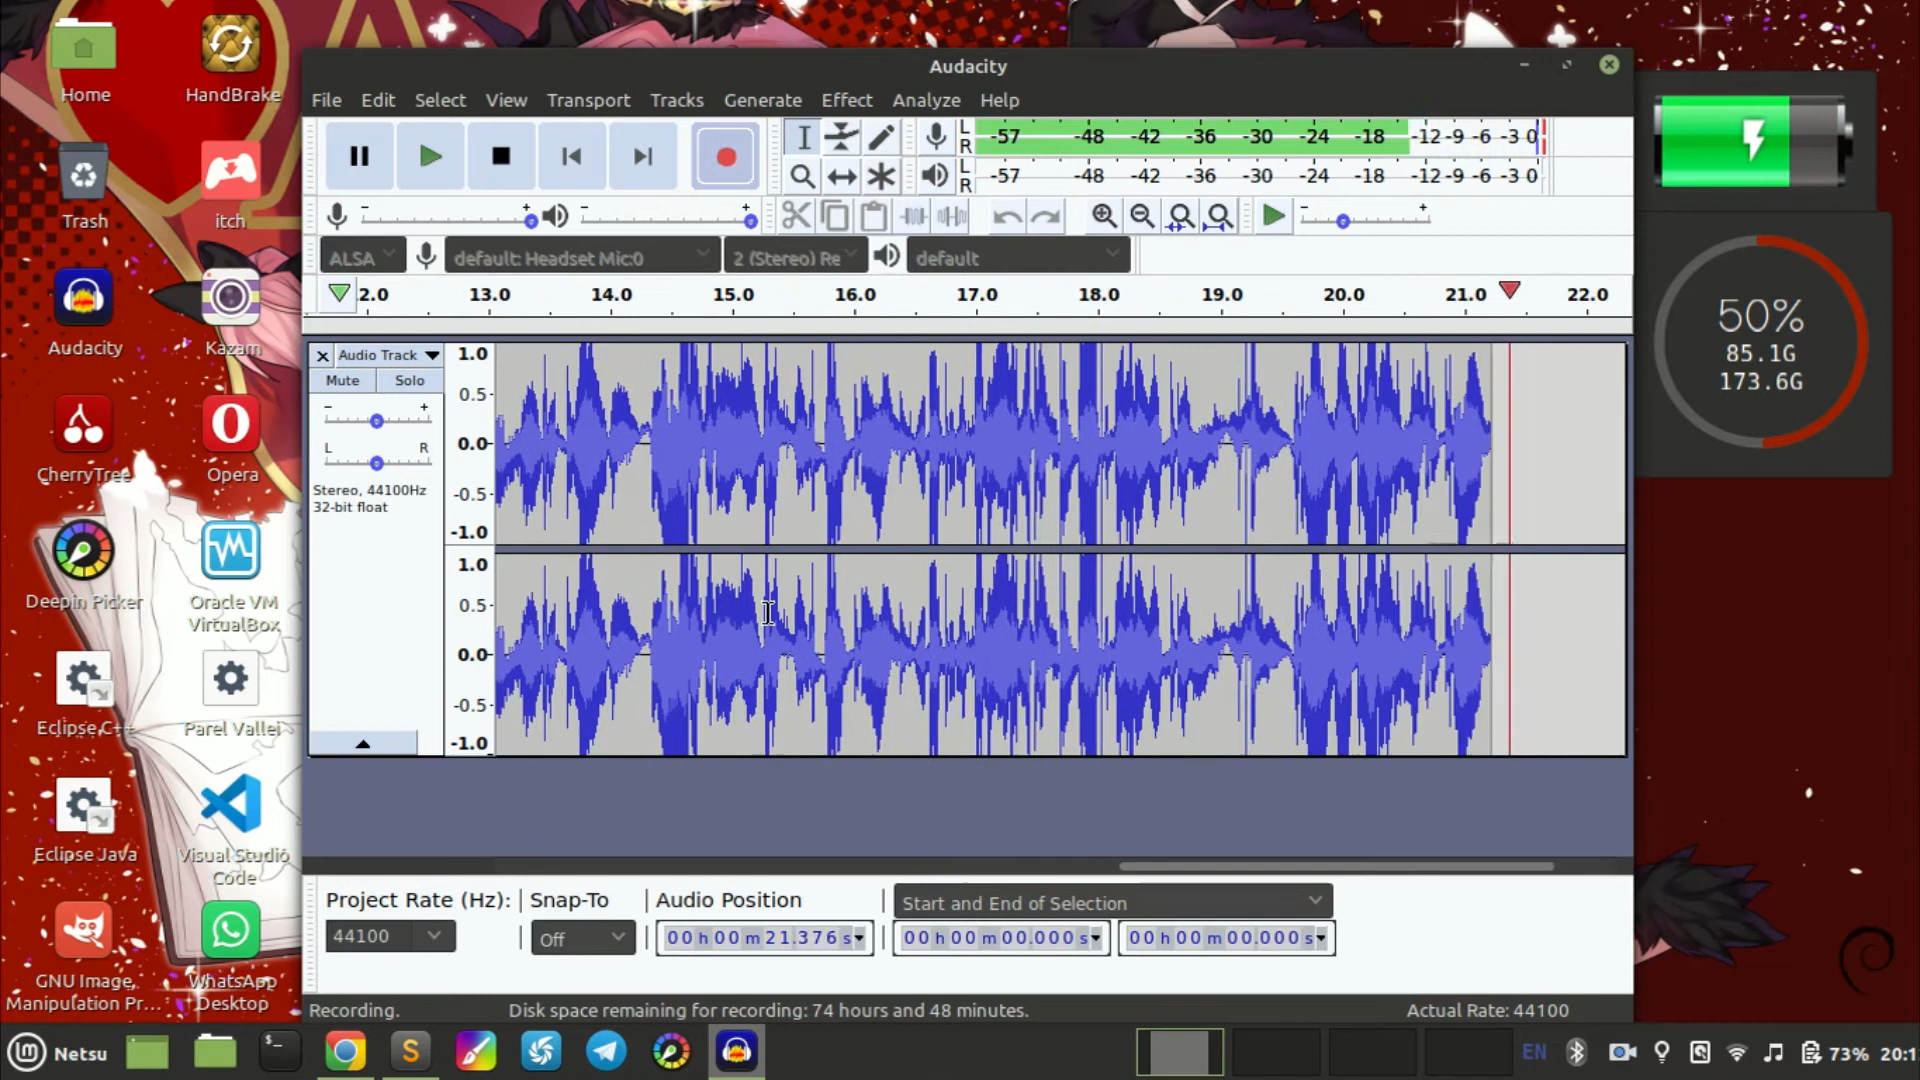 Home
HandBrake
Trash
itch
Audacity
Kazam
CherryTree
Opera
Deepin Picker
Oracle VM
VirtualBox
Eclipse C++
Parel Vallei
Eclipse Java
Visual Studio
Code
GNU Image
Manipulation Pr...
WhatsApp
Desktop
Audacity
File Edit Select View Transport Tracks Generate Effect Analyze Help
L
R
-57 -48 -42 -36 -30 -24 -18 -12 -9 -6 -3 0
L
R
-57 -48 -42 -36 -30 -24 -18 -12 -9 -6 -3 0
- + - +
- +
ALSA default: Headset Mic:0 2 (Stereo) Re default
2.0 13.0 14.0 15.0 16.0 17.0 18.0 19.0 20.0 21.0 22.0
Audio Track
Mute Solo
- +
L R
Stereo, 44100Hz
32-bit float
1.0
0.5
0.0
-0.5
-1.0
1.0
0.5
0.0
-0.5
-1.0
Project Rate (Hz): Snap-To Audio Position Start and End of Selection
44100 Off 00 h 00 m 21.376 s 00 h 00 m 00.000 s 00 h 00 m 00.000 s
Recording. Disk space remaining for recording: 74 hours and 48 minutes. Actual Rate: 44100
50%
85.1G
173.6G
Netsu $_ S EN 73% 20:1